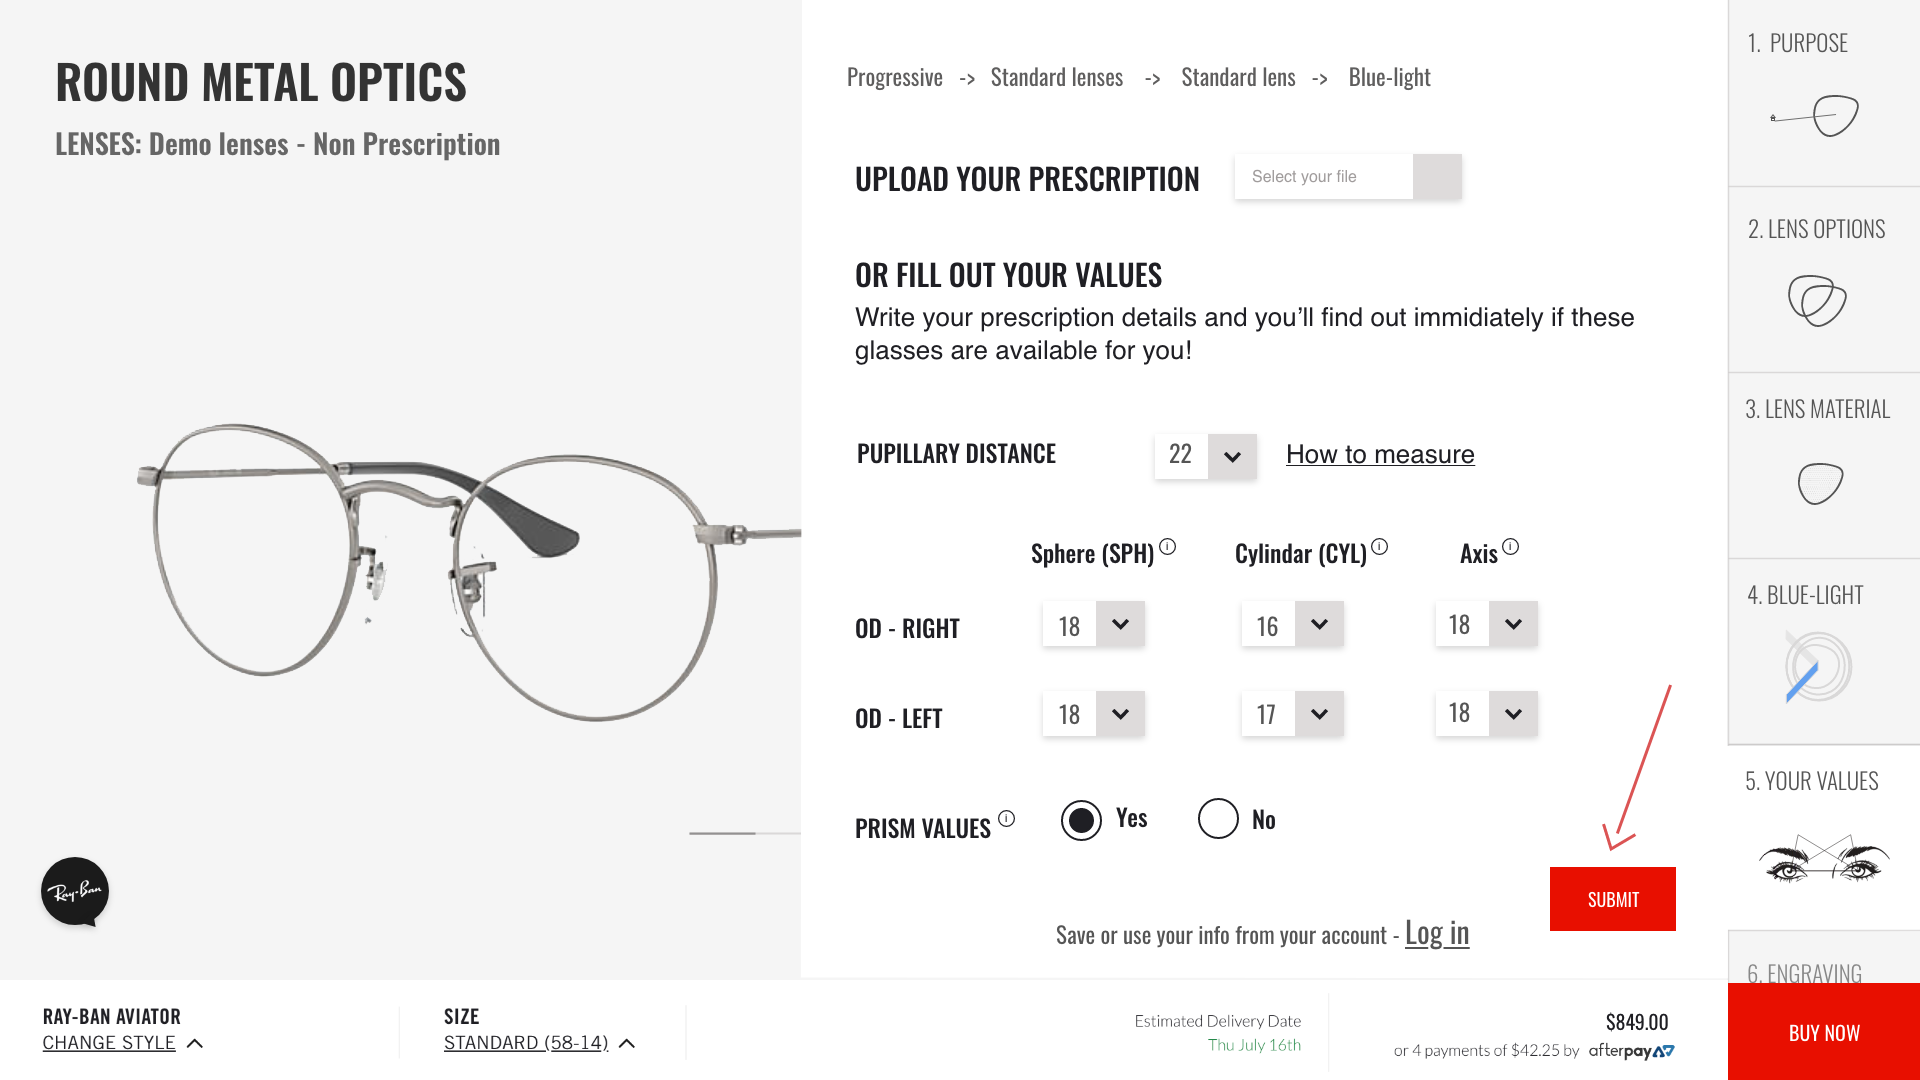 ROUND METAL OPTICS
LENSES: Demo lenses - Non Prescription
Ray-Ban
Progressive -> Standard lenses -> Standard lens -> Blue-light
UPLOAD YOUR PRESCRIPTION Select your file
OR FILL OUT YOUR VALUES
Write your prescription details and you'll find out immidiately if these
glasses are available for you!
PUPILLARY DISTANCE 22 How to measure
Sphere (SPH) i Cylindar (CYL) i Axis i
OD - RIGHT 18 16 18
OD - LEFT 18 17 18
PRISM VALUES i Yes No
SUBMIT
Save or use your info from your account - Log in
1. PURPOSE
2. LENS OPTIONS
3. LENS MATERIAL
4. BLUE-LIGHT
5. YOUR VALUES
6. ENGRAVING
RAY-BAN AVIATOR
CHANGE STYLE
SIZE
STANDARD (58-14)
Estimated Delivery Date
Thu July 16th
$849.00
or 4 payments of $42.25 by afterpay
BUY NOW